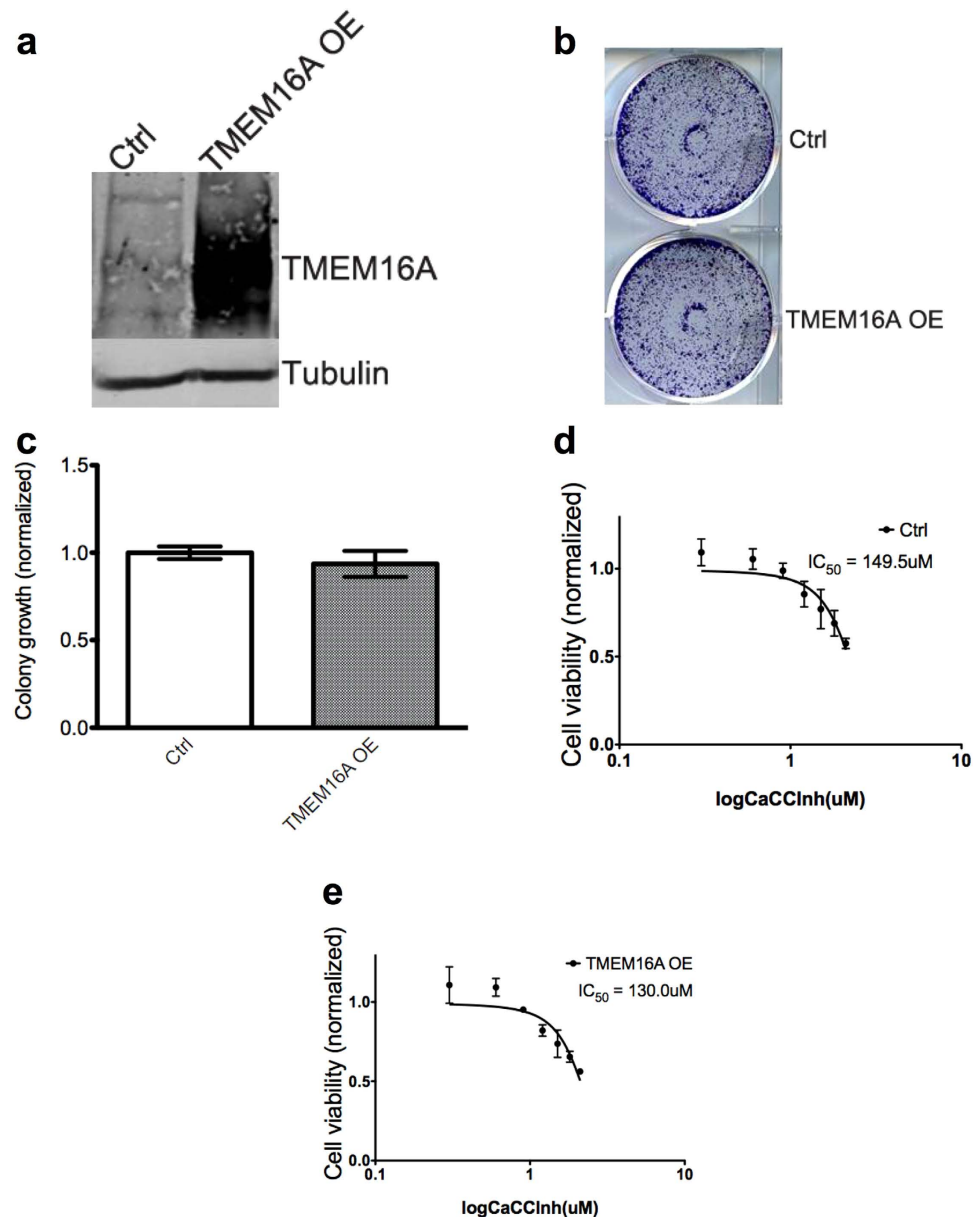 a
Ctrl
TMEM16A OE
TMEM16A
Tubulin
b
Ctrl
TMEM16A OE
c
Colony growth (normalized)
1.5
1.0
0.5
0.0
Ctrl
TMEM16A OE
d
Cell viability (normalized)
1.0
0.5
0.0
0.1
1
10
Ctrl
IC50 = 149.5uM
logCaCCInh(uM)
e
Cell viability (normalized)
1.0
0.5
0.0
0.1
1
10
TMEM16A OE
IC50 = 130.0uM
logCaCCInh(uM)